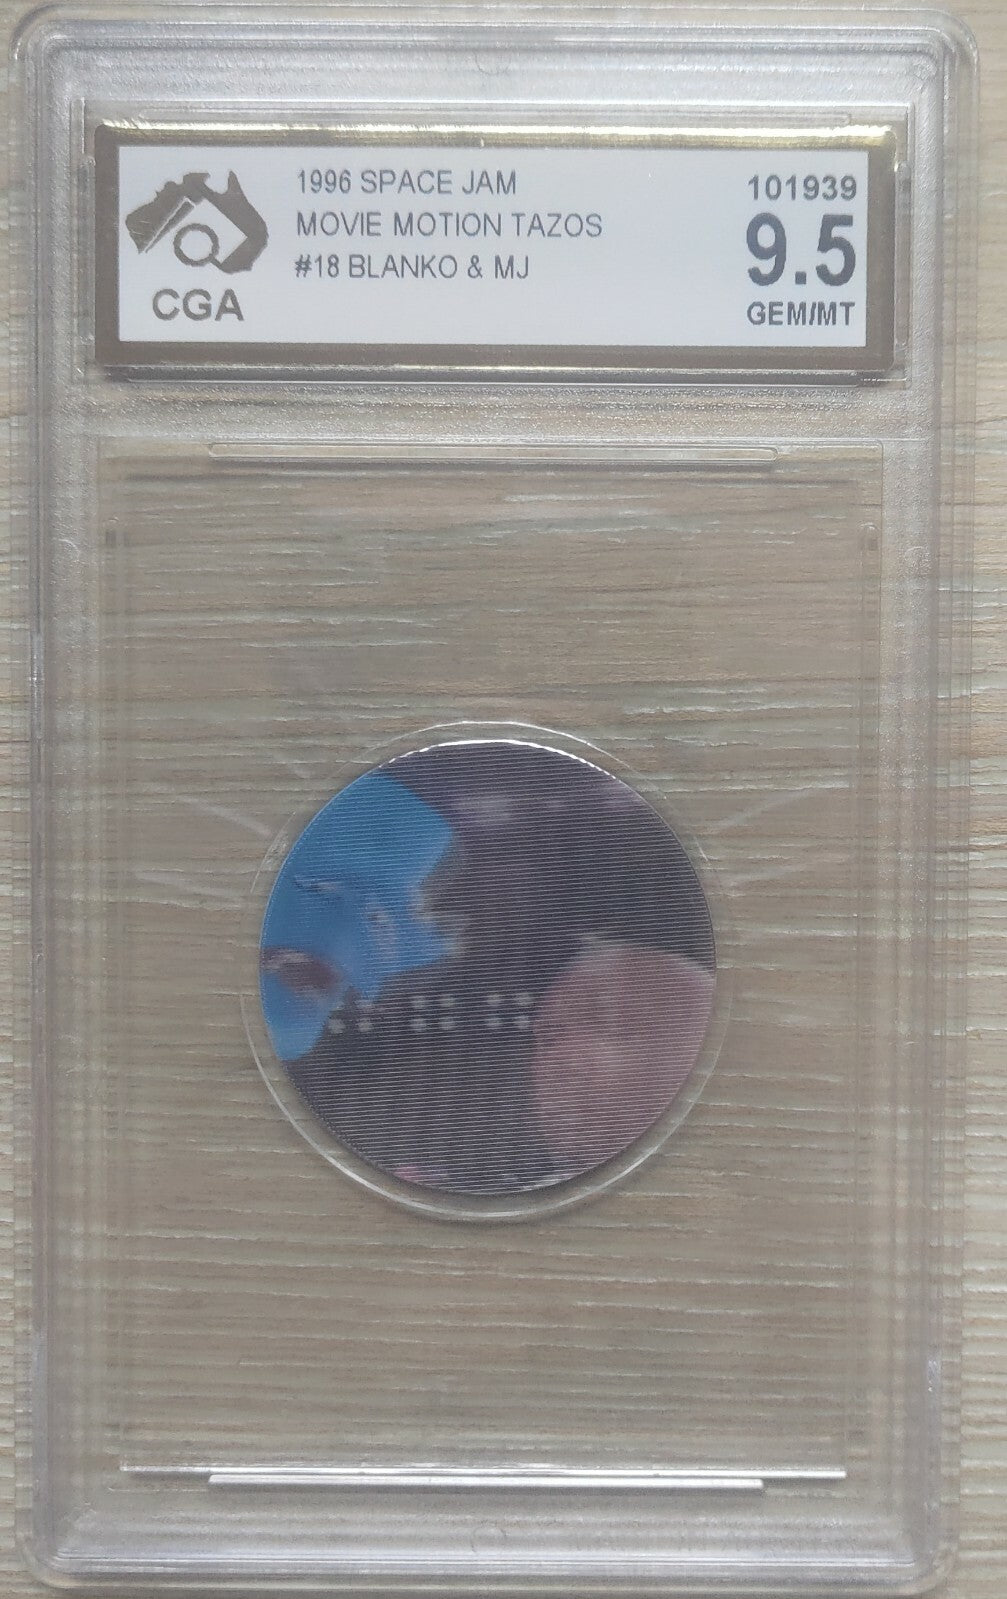 1996 SPACE JAM
MOVIE MOTION TAZOS
#18 BLANKO & MJ
CGA
101939
9.5
GEM/MT